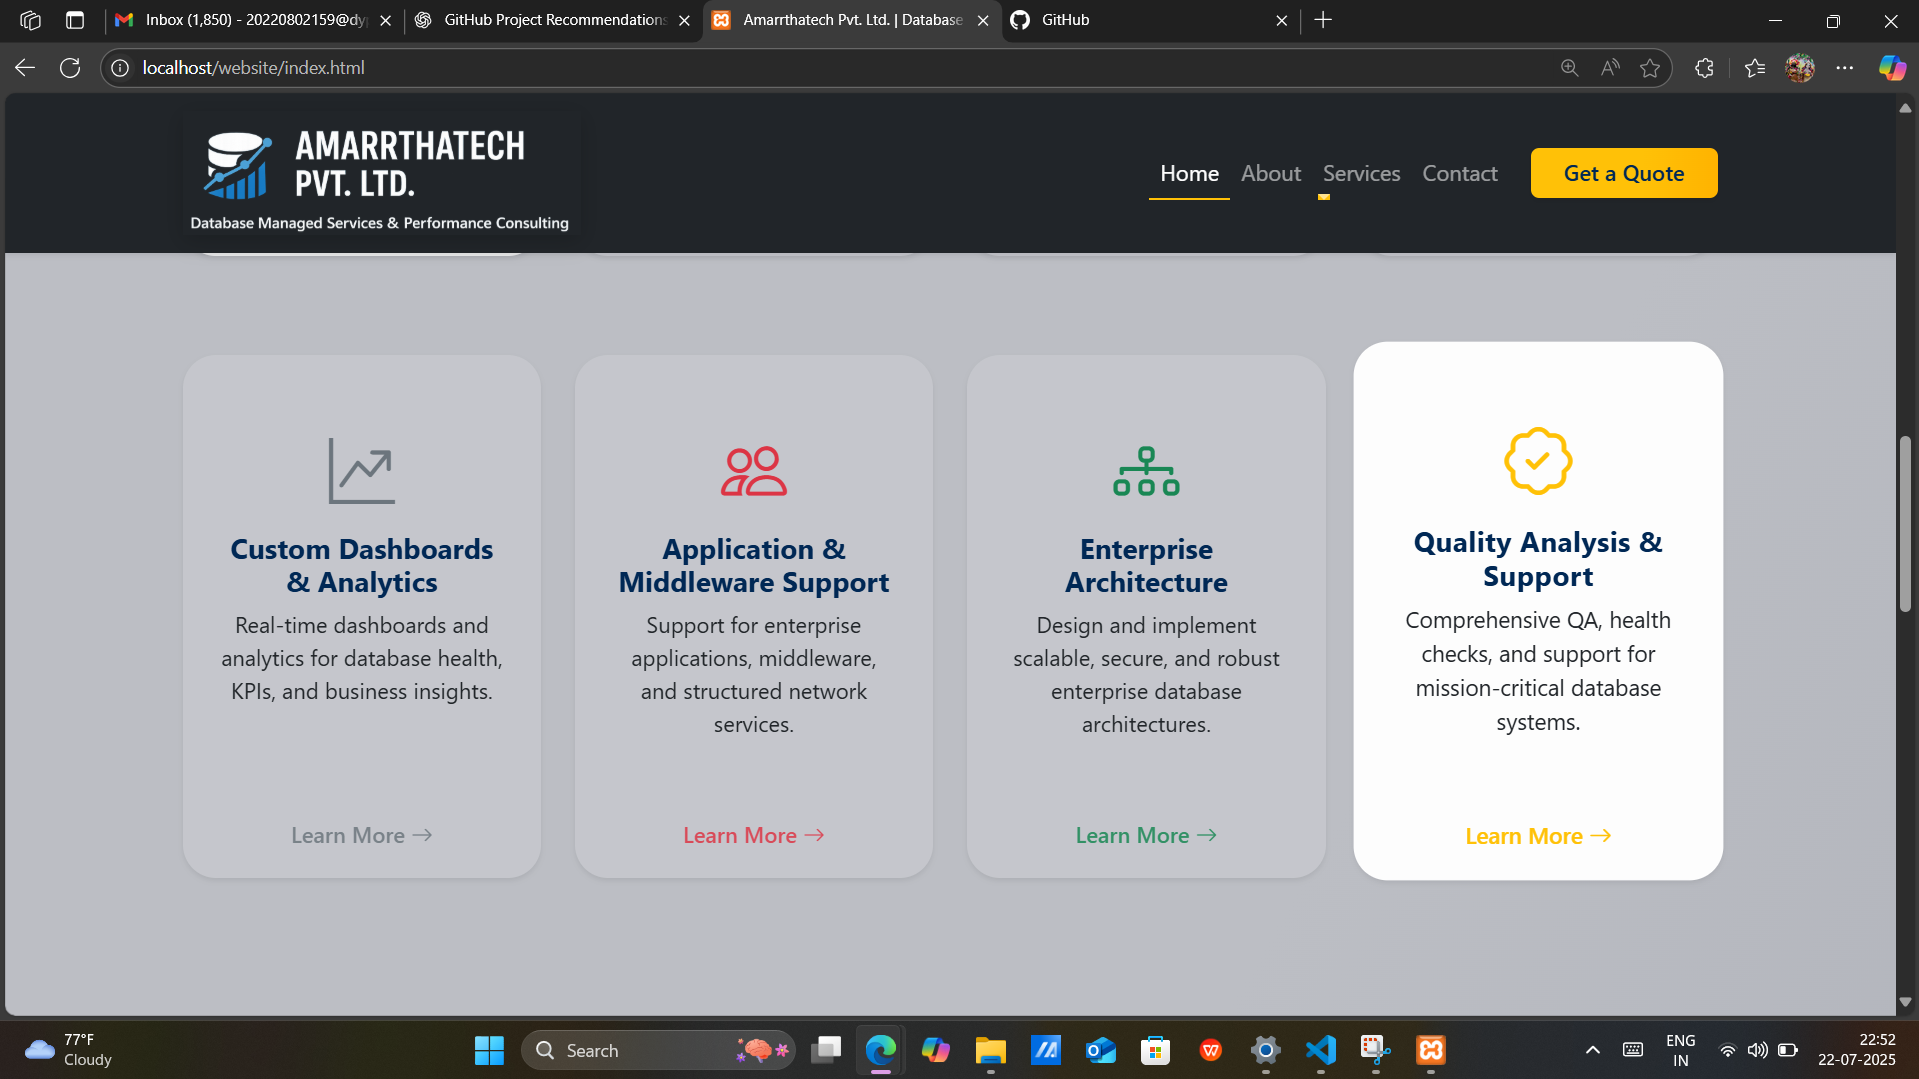 Inbox (1,850) - 20220802159@dy
GitHub Project Recommendations
Amarrthatech Pvt. Ltd. | Database
GitHub
localhost/website/index.html
AMARRTHATECH
PVT. LTD.
Database Managed Services & Performance Consulting
Home
About
Services
Contact
Get a Quote
Custom Dashboards
& Analytics
Real-time dashboards and
analytics for database health,
KPIs, and business insights.
Learn More →
Application &
Middleware Support
Support for enterprise
applications, middleware,
and structured network
services.
Learn More →
Enterprise
Architecture
Design and implement
scalable, secure, and robust
enterprise database
architectures.
Learn More →
Quality Analysis &
Support
Comprehensive QA, health
checks, and support for
mission-critical database
systems.
Learn More →
77°F
Cloudy
Search
ENG
IN
22:52
22-07-2025